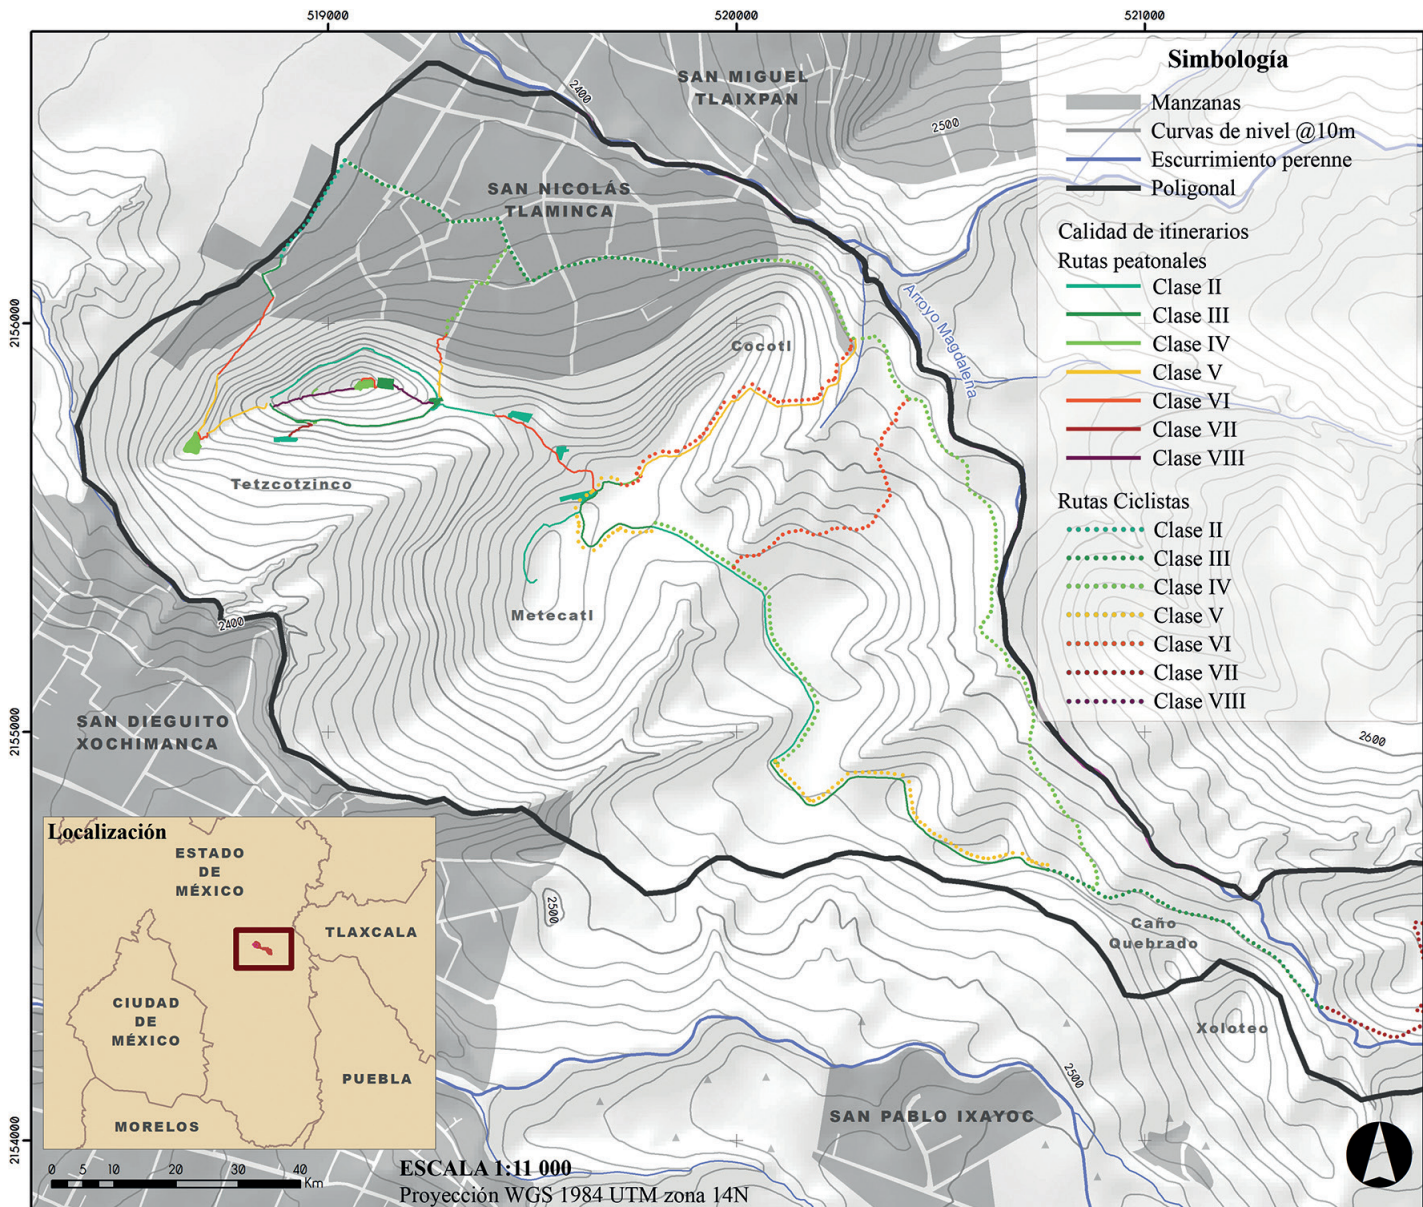 519000
520000
521000
2156000
2155000
2154000
SAN MIGUEL
TLAIXPAN
2400
2500
SAN NICOLÁS
TLAMINCA
Arroyo Magdalena
Cocotl
Tetzcotzinco
Metecatl
2400
SAN DIEGUITO
XOCHIMANCA
2600
2500
Caño
Quebrado
Xoloteo
2500
SAN PABLO IXAYOC
Simbología
Manzanas
Curvas de nivel @10m
Escurrimiento perenne
Poligonal
Calidad de itinerarios
Rutas peatonales
Clase II
Clase III
Clase IV
Clase V
Clase VI
Clase VII
Clase VIII
Rutas Ciclistas
Clase II
Clase III
Clase IV
Clase V
Clase VI
Clase VII
Clase VIII
Localización
ESTADO
DE
MÉXICO
TLAXCALA
CIUDAD
DE
MÉXICO
PUEBLA
MORELOS
0 5 10 20 30 40
Km
ESCALA 1:11 000
Proyección WGS 1984 UTM zona 14N